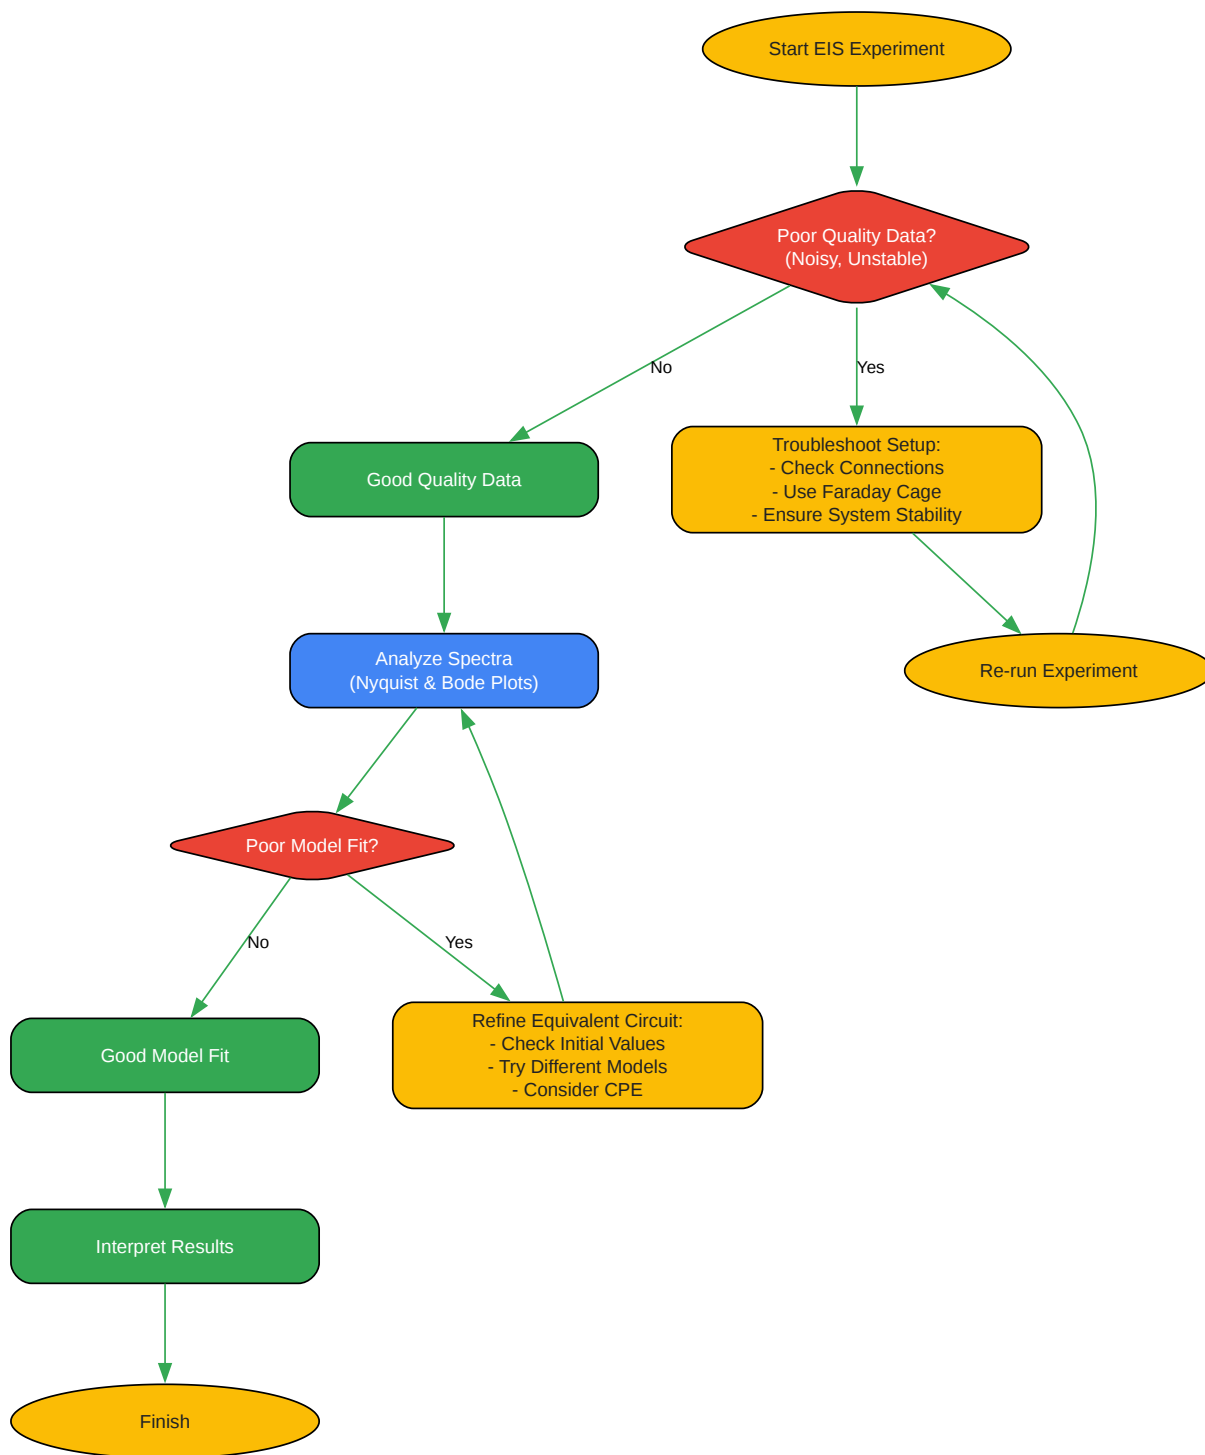 Start EIS Experiment
Poor Quality Data?
(Noisy, Unstable)
No
Yes
Good Quality Data
Troubleshoot Setup:
- Check Connections
- Use Faraday Cage
- Ensure System Stability
Analyze Spectra
(Nyquist & Bode Plots)
Re-run Experiment
Poor Model Fit?
No
Yes
Good Model Fit
Refine Equivalent Circuit:
- Check Initial Values
- Try Different Models
- Consider CPE
Interpret Results
Finish